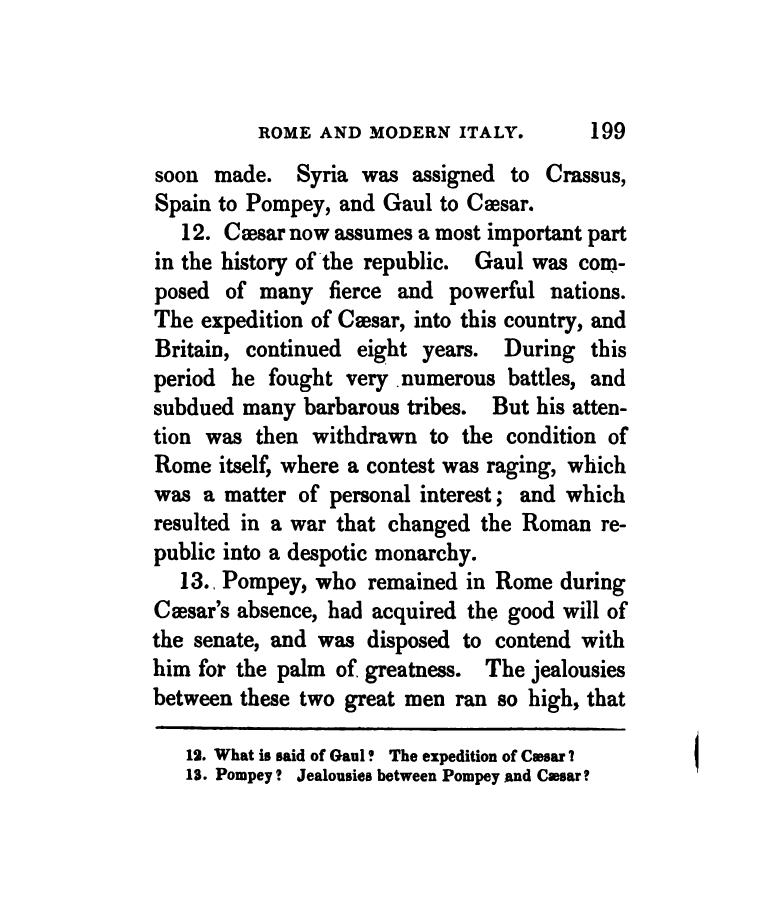 ROME AND MODERN ITALY. 199
soon made. Syria was assigned to Crassus,
Spain to Pompey, and Gaul to Cæsar.
12. Cæsar now assumes a most important part
in the history of the republic. Gaul was com-
posed of many fierce and powerful nations.
The expedition of Cæsar, into this country, and
Britain, continued eight years. During this
period he fought very numerous battles, and
subdued many barbarous tribes. But his atten-
tion was then withdrawn to the condition of
Rome itself, where a contest was raging, which
was a matter of personal interest; and which
resulted in a war that changed the Roman re-
public into a despotic monarchy.
13. Pompey, who remained in Rome during
Cæsar's absence, had acquired the good will of
the senate, and was disposed to contend with
him for the palm of greatness. The jealousies
between these two great men ran so high, that
12. What is said of Gaul? The expedition of Cæsar?
13. Pompey? Jealousies between Pompey and Cæsar?